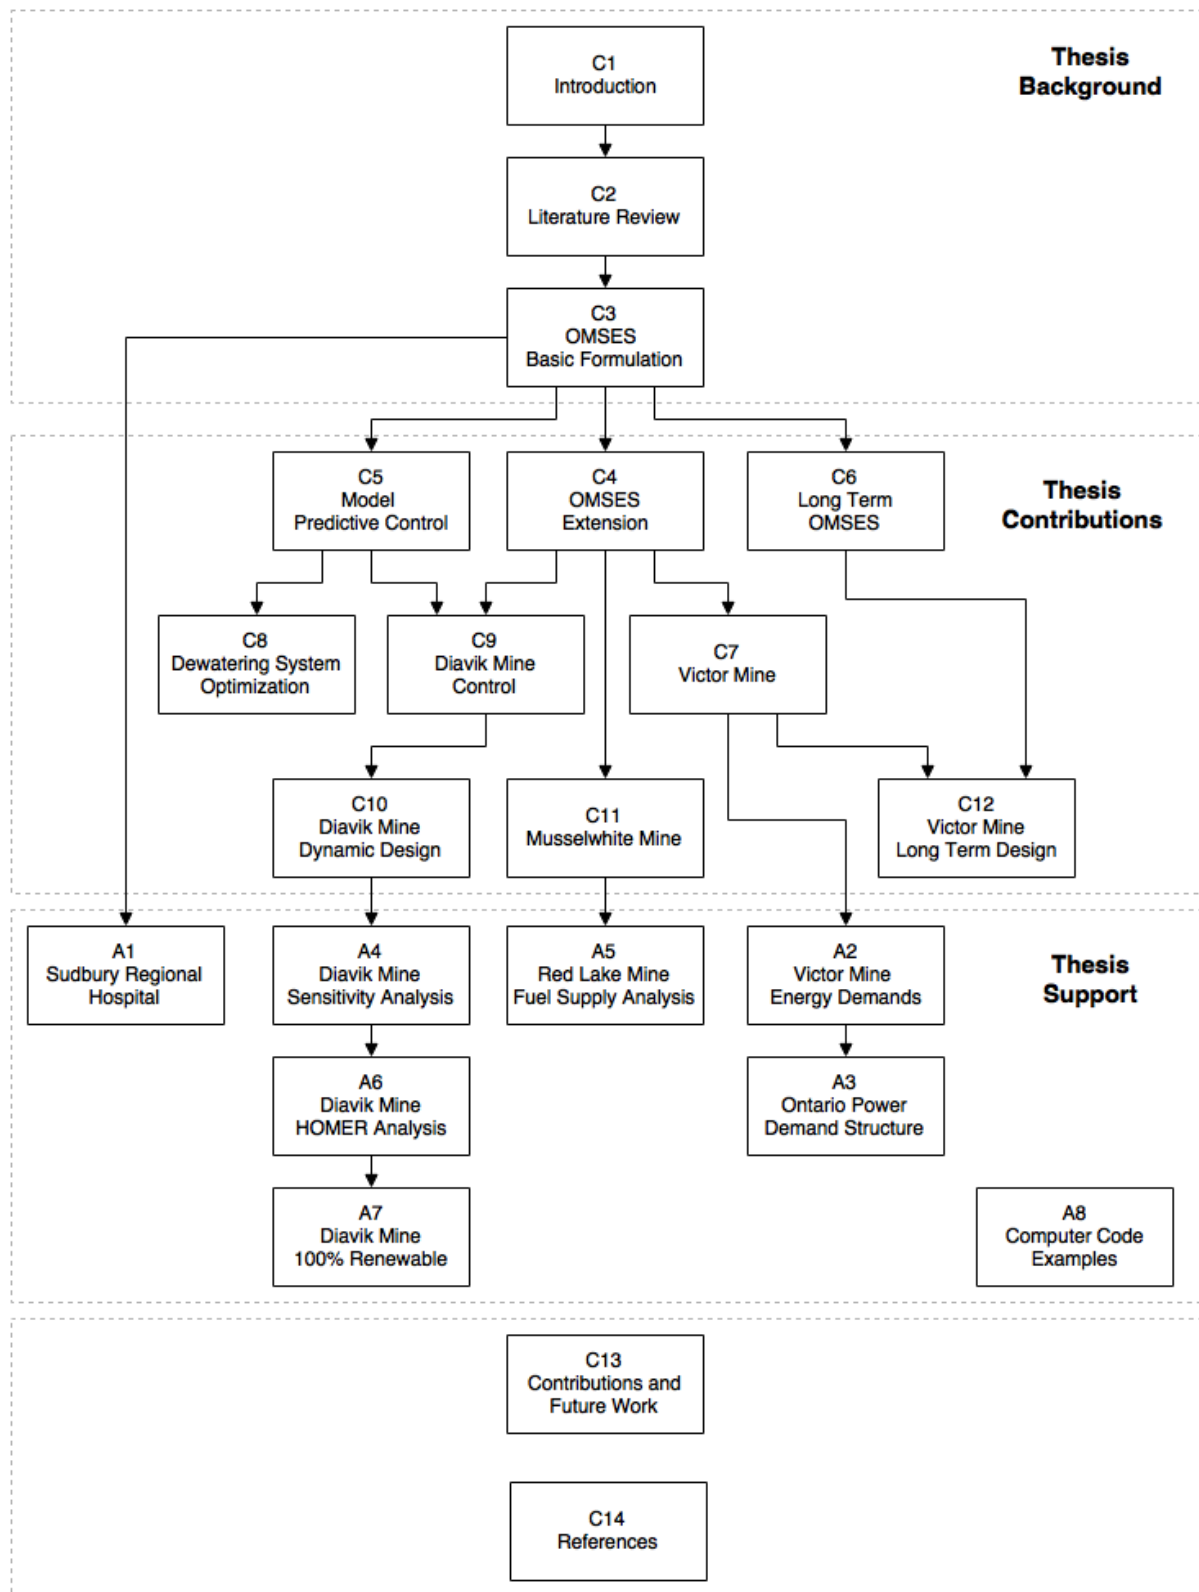 C1
Introduction
Thesis
Background
C2
Literature Review
C3
OMSES
Basic Formulation
C5
Model
Predictive Control
C4
OMSES
Extension
C6
Long Term
OMSES
Thesis
Contributions
C8
Dewatering System
Optimization
C9
Diavik Mine
Control
C7
Victor Mine
C10
Diavik Mine
Dynamic Design
C11
Musselwhite Mine
C12
Victor Mine
Long Term Design
A1
Sudbury Regional
Hospital
A4
Diavik Mine
Sensitivity Analysis
A5
Red Lake Mine
Fuel Supply Analysis
A2
Victor Mine
Energy Demands
Thesis
Support
A6
Diavik Mine
HOMER Analysis
A3
Ontario Power
Demand Structure
A7
Diavik Mine
100% Renewable
A8
Computer Code
Examples
C13
Contributions and
Future Work
C14
References